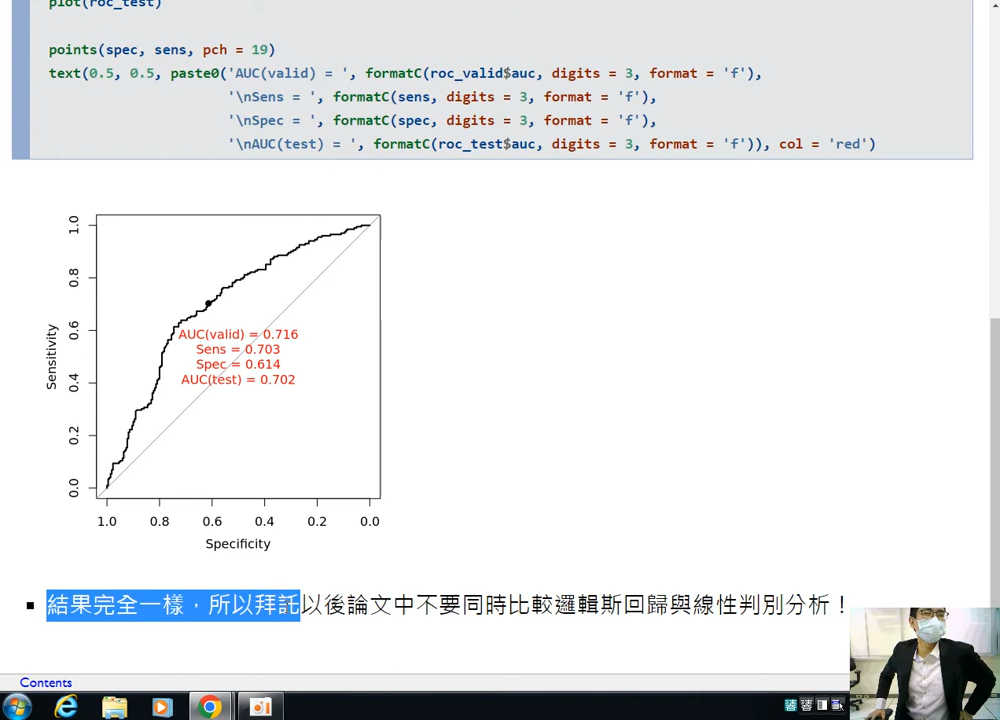 plot(roc_test)
points(spec, sens, pch = 19)
text(0.5, 0.5, paste0('AUC(valid) = ', formatC(roc_valid$auc, digits = 3, format = 'f'),
'\nSens = ', formatC(sens, digits = 3, format = 'f'),
'\nSpec = ', formatC(spec, digits = 3, format = 'f'),
'\nAUC(test) = ', formatC(roc_test$auc, digits = 3, format = 'f')), col = 'red')
1.0
0.8
0.6
0.4
0.2
0.0
Sensitivity
AUC(valid) = 0.716
Sens = 0.703
Spec = 0.614
AUC(test) = 0.702
1.0 0.8 0.6 0.4 0.2 0.0
Specificity
結果完全一樣，所以拜託以後論文中不要同時比較邏輯斯回歸與線性判別分析！
Contents